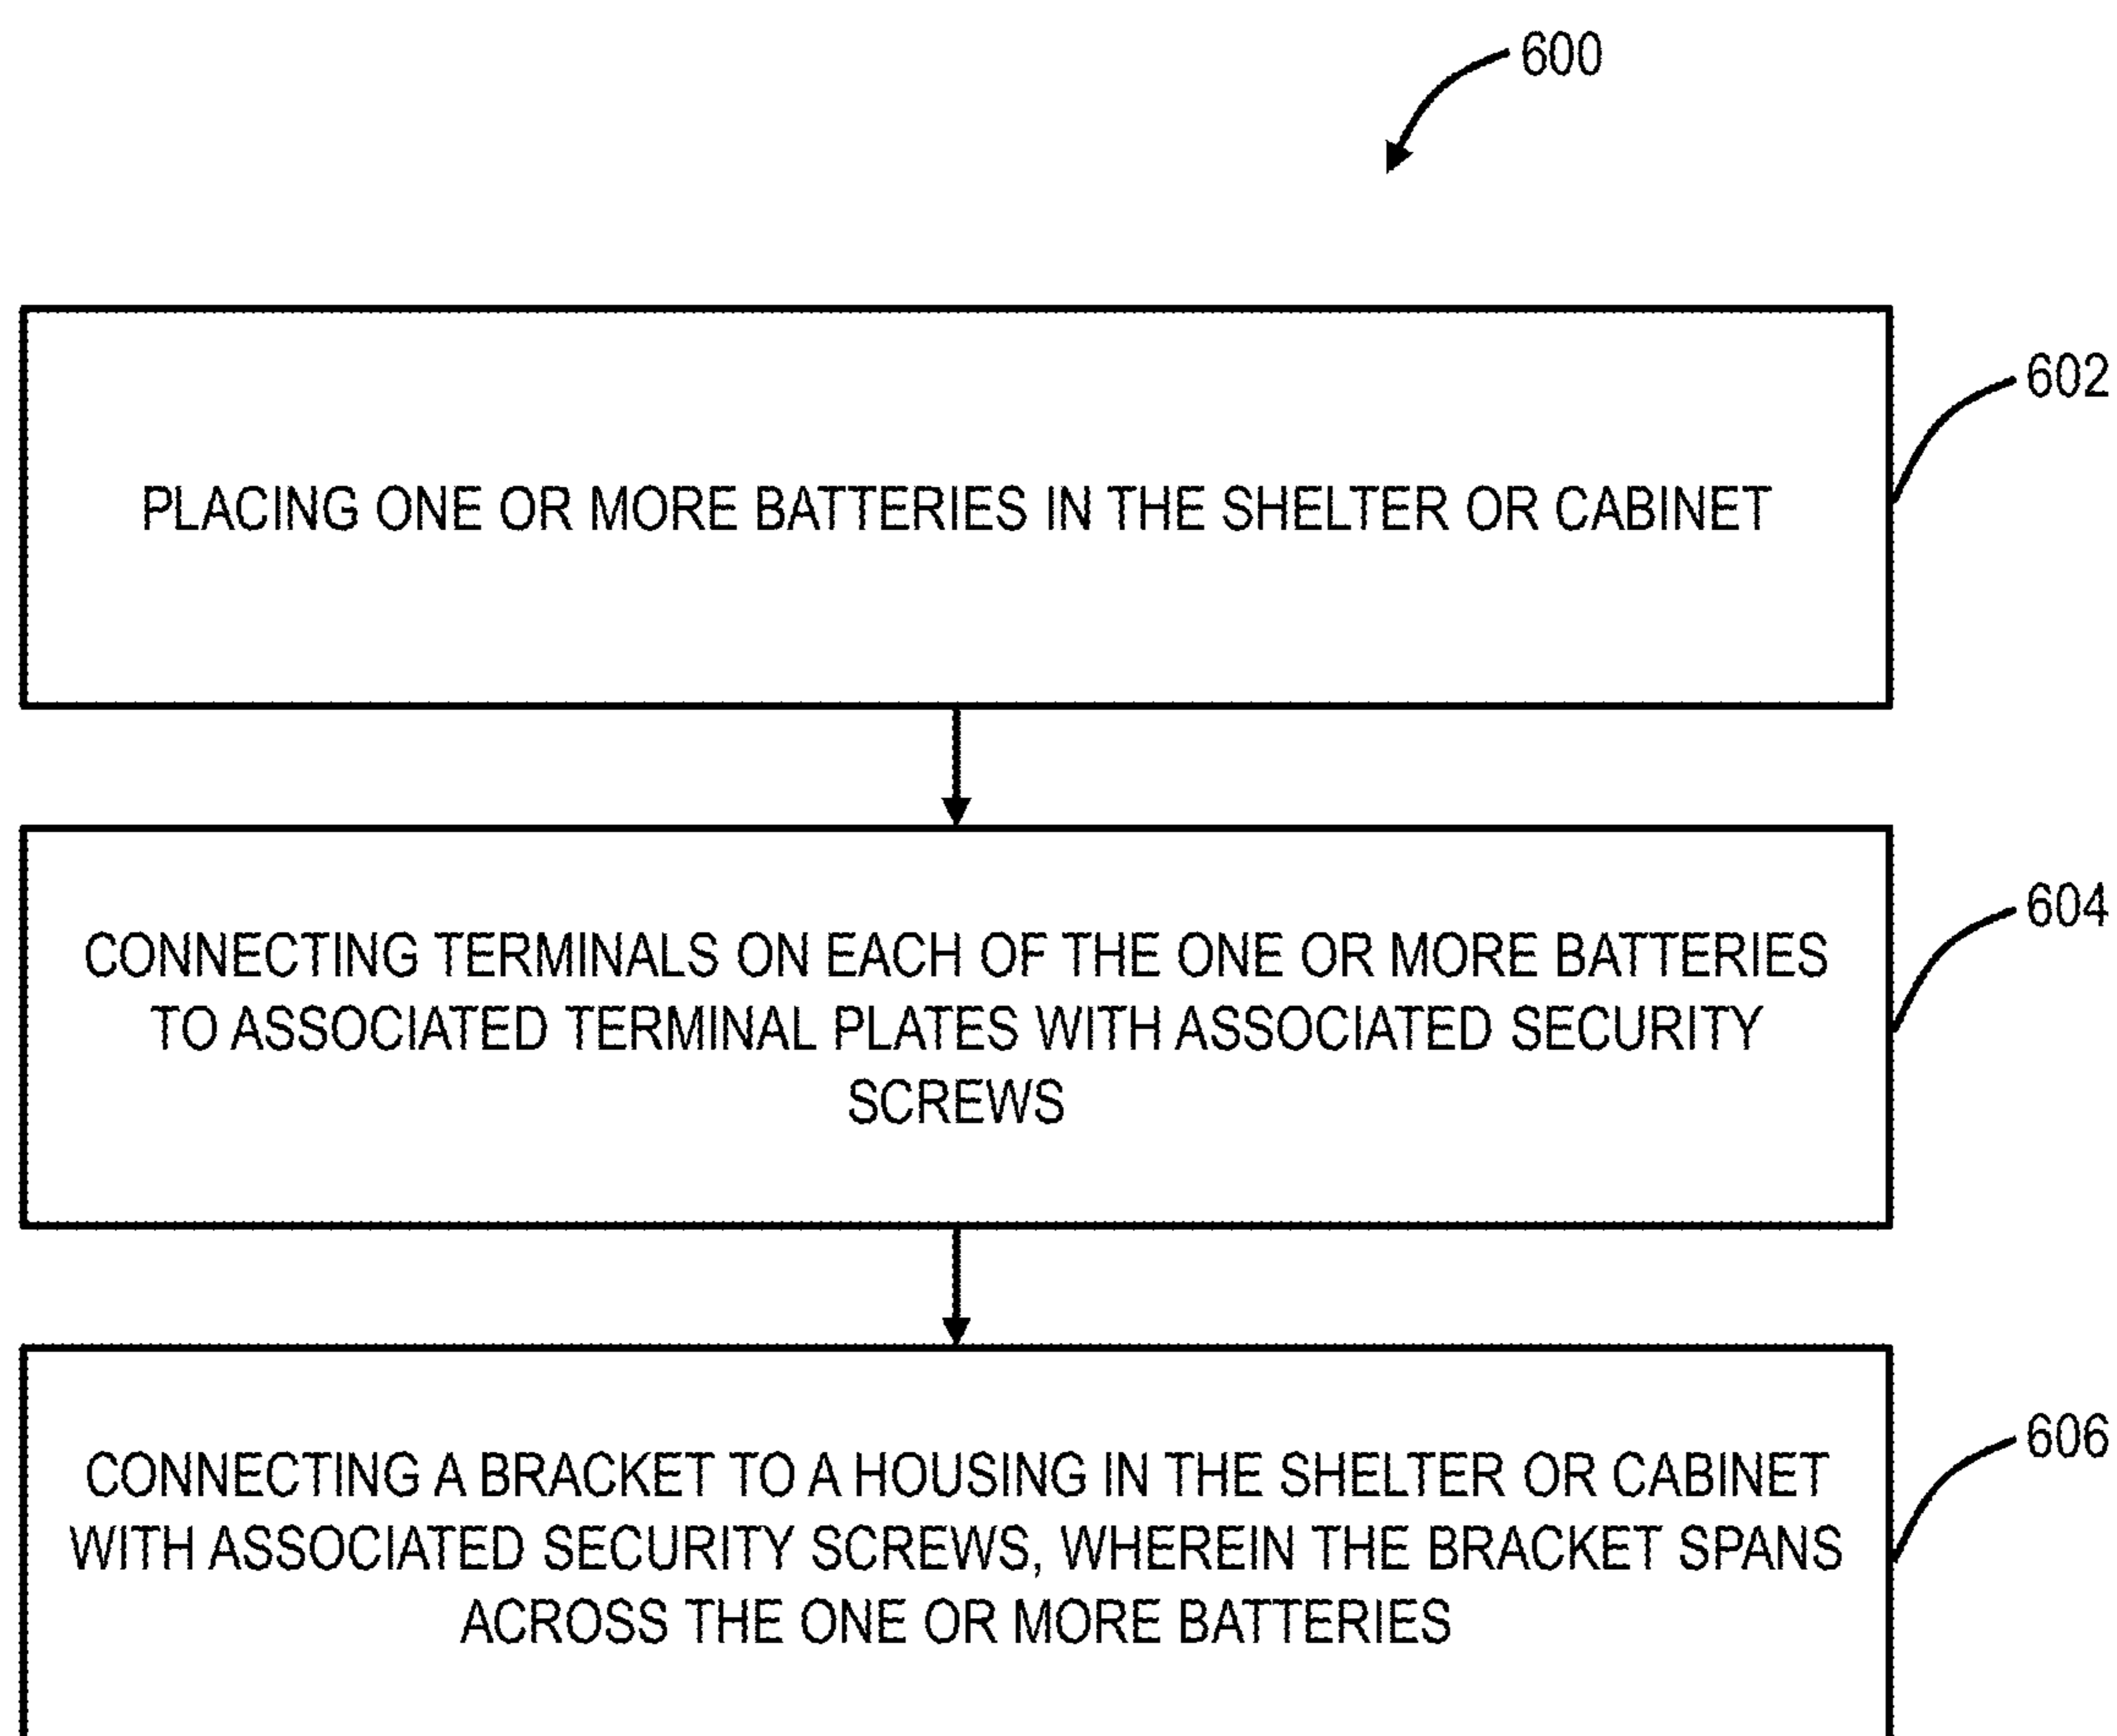 600
602
PLACING ONE OR MORE BATTERIES IN THE SHELTER OR CABINET
604
CONNECTING TERMINALS ON EACH OF THE ONE OR MORE BATTERIES
TO ASSOCIATED TERMINAL PLATES WITH ASSOCIATED SECURITY
SCREWS
606
CONNECTING A BRACKET TO A HOUSING IN THE SHELTER OR CABINET
WITH ASSOCIATED SECURITY SCREWS, WHEREIN THE BRACKET SPANS
ACROSS THE ONE OR MORE BATTERIES